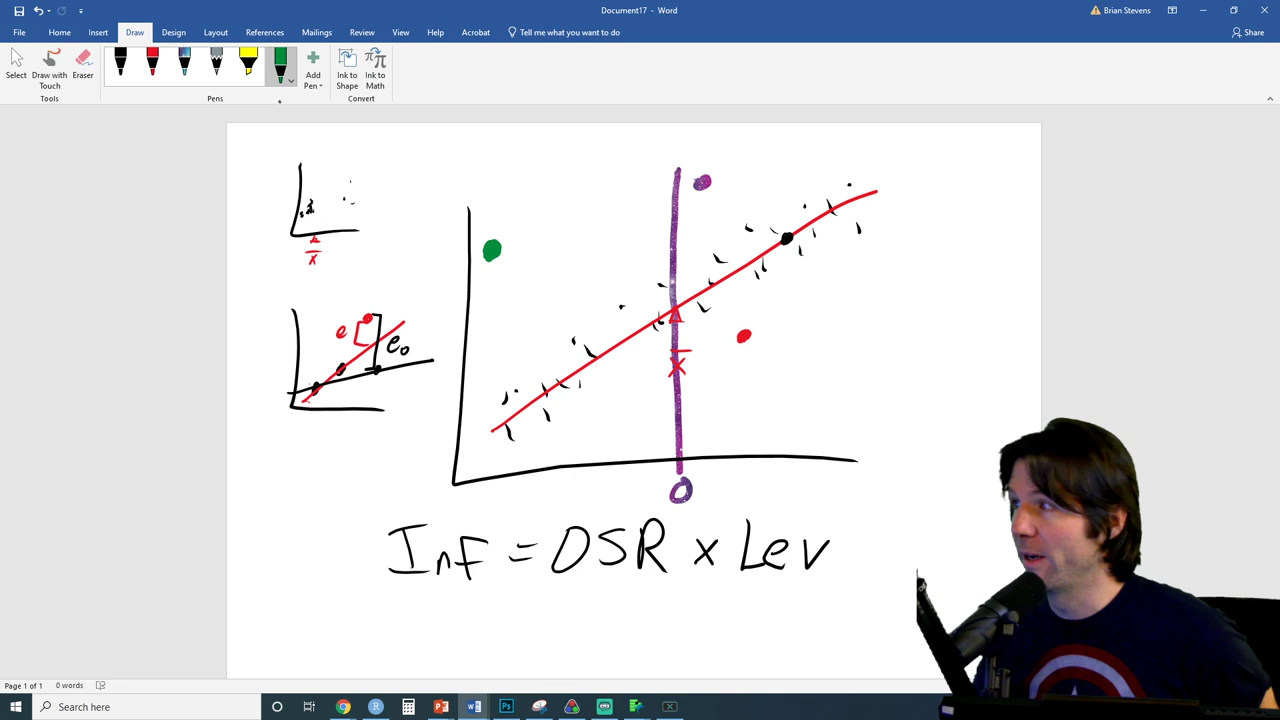 Document17 - Word
Brian Stevens
File Home Insert Draw Design Layout References Mailings Review View Help Acrobat Tell me what you want to do Share
Select Draw with Touch Eraser Add Pen Ink to Shape Ink to Math
Tools Pens Convert
x̄
e e₀
x̄
0
Inf = DSR x Lev
Page 1 of 1 0 words
Search here